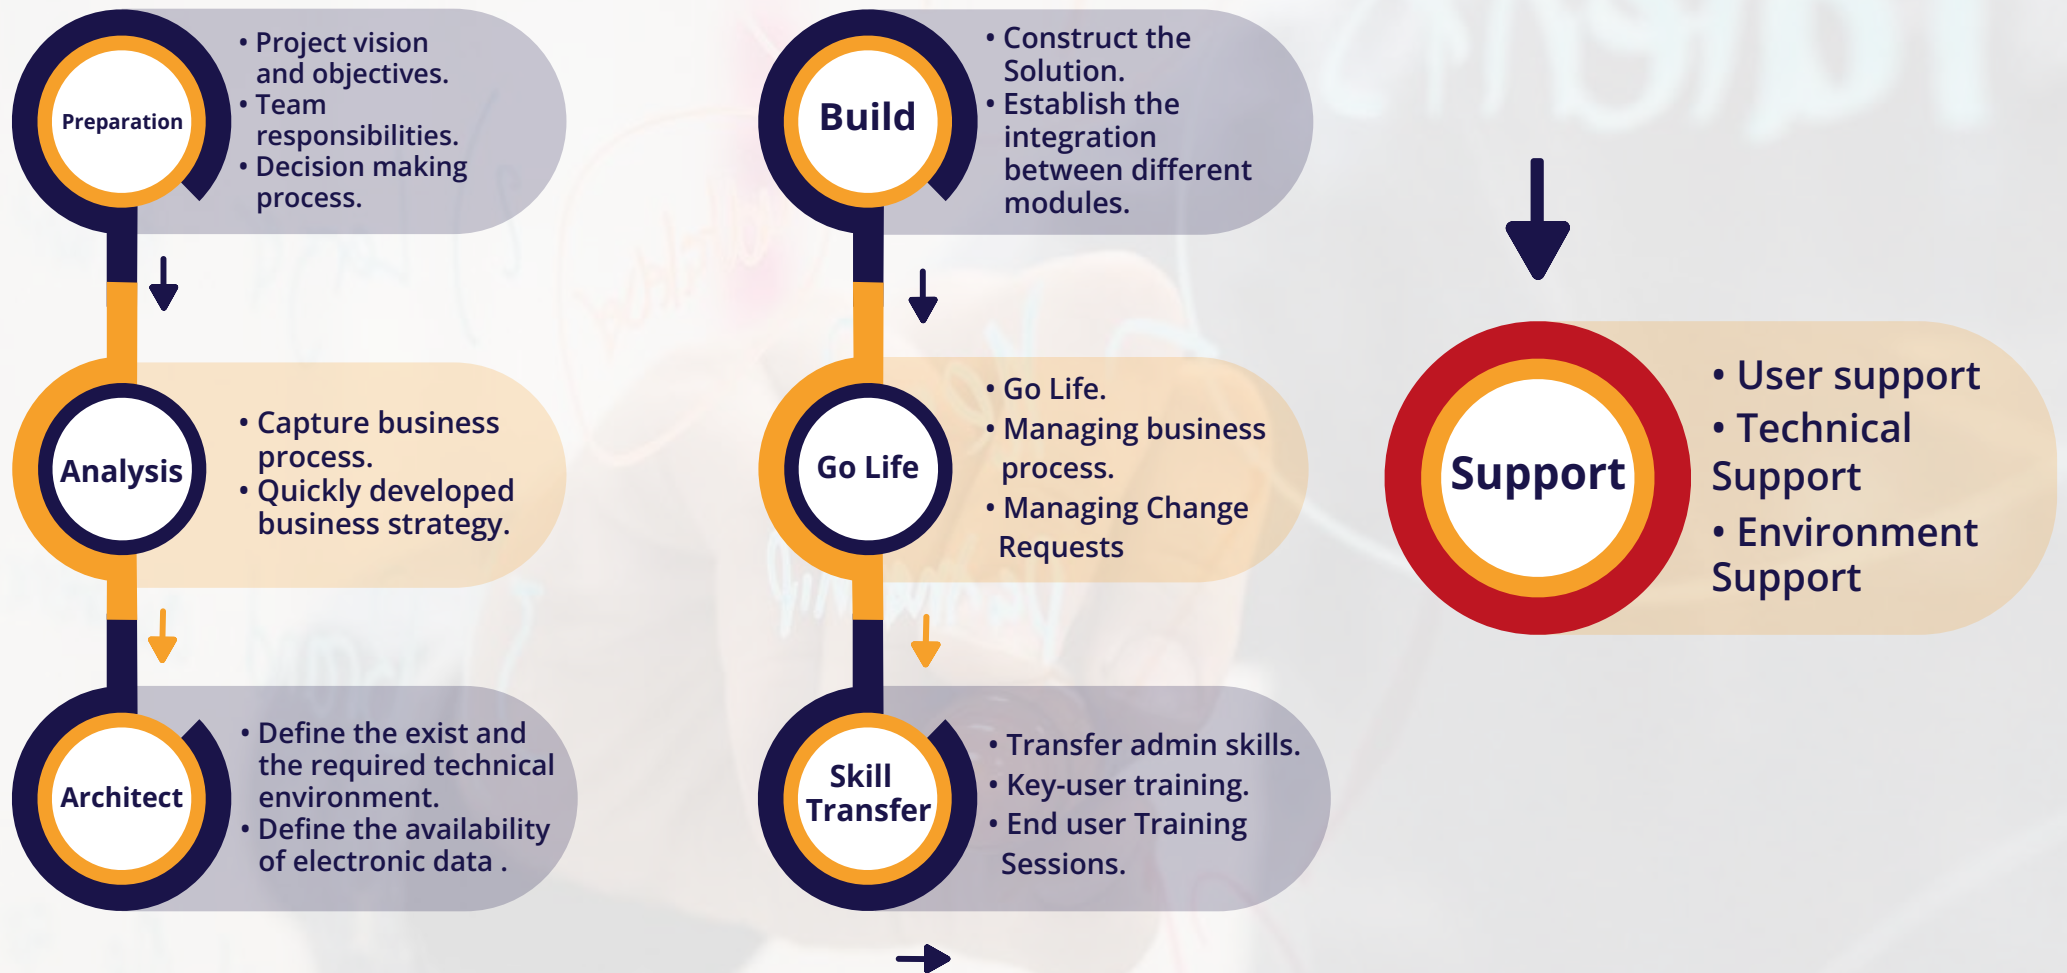 Preparation
• Project vision
and objectives.
• Team
responsibilities.
• Decision making
process.
Analysis
• Capture business
process.
• Quickly developed
business strategy.
Architect
• Define the exist and
the required technical
environment.
• Define the availability
of electronic data .
Build
• Construct the
Solution.
• Establish the
integration
between different
modules.
Go Life
• Go Life.
• Managing business
process.
• Managing Change
Requests
Skill
Transfer
• Transfer admin skills.
• Key-user training.
• End user Training
Sessions.
Support
• User support
• Technical
Support
• Environment
Support